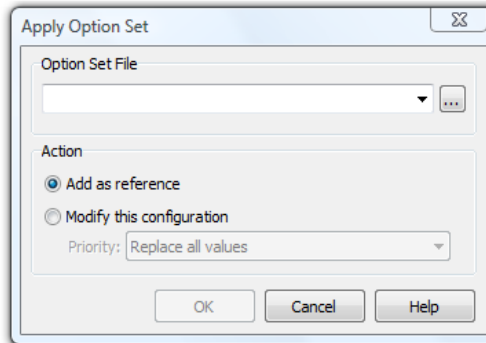 Apply Option Set
Option Set File
...
Action
Add as reference
Modify this configuration
Priority: Replace all values
OK Cancel Help